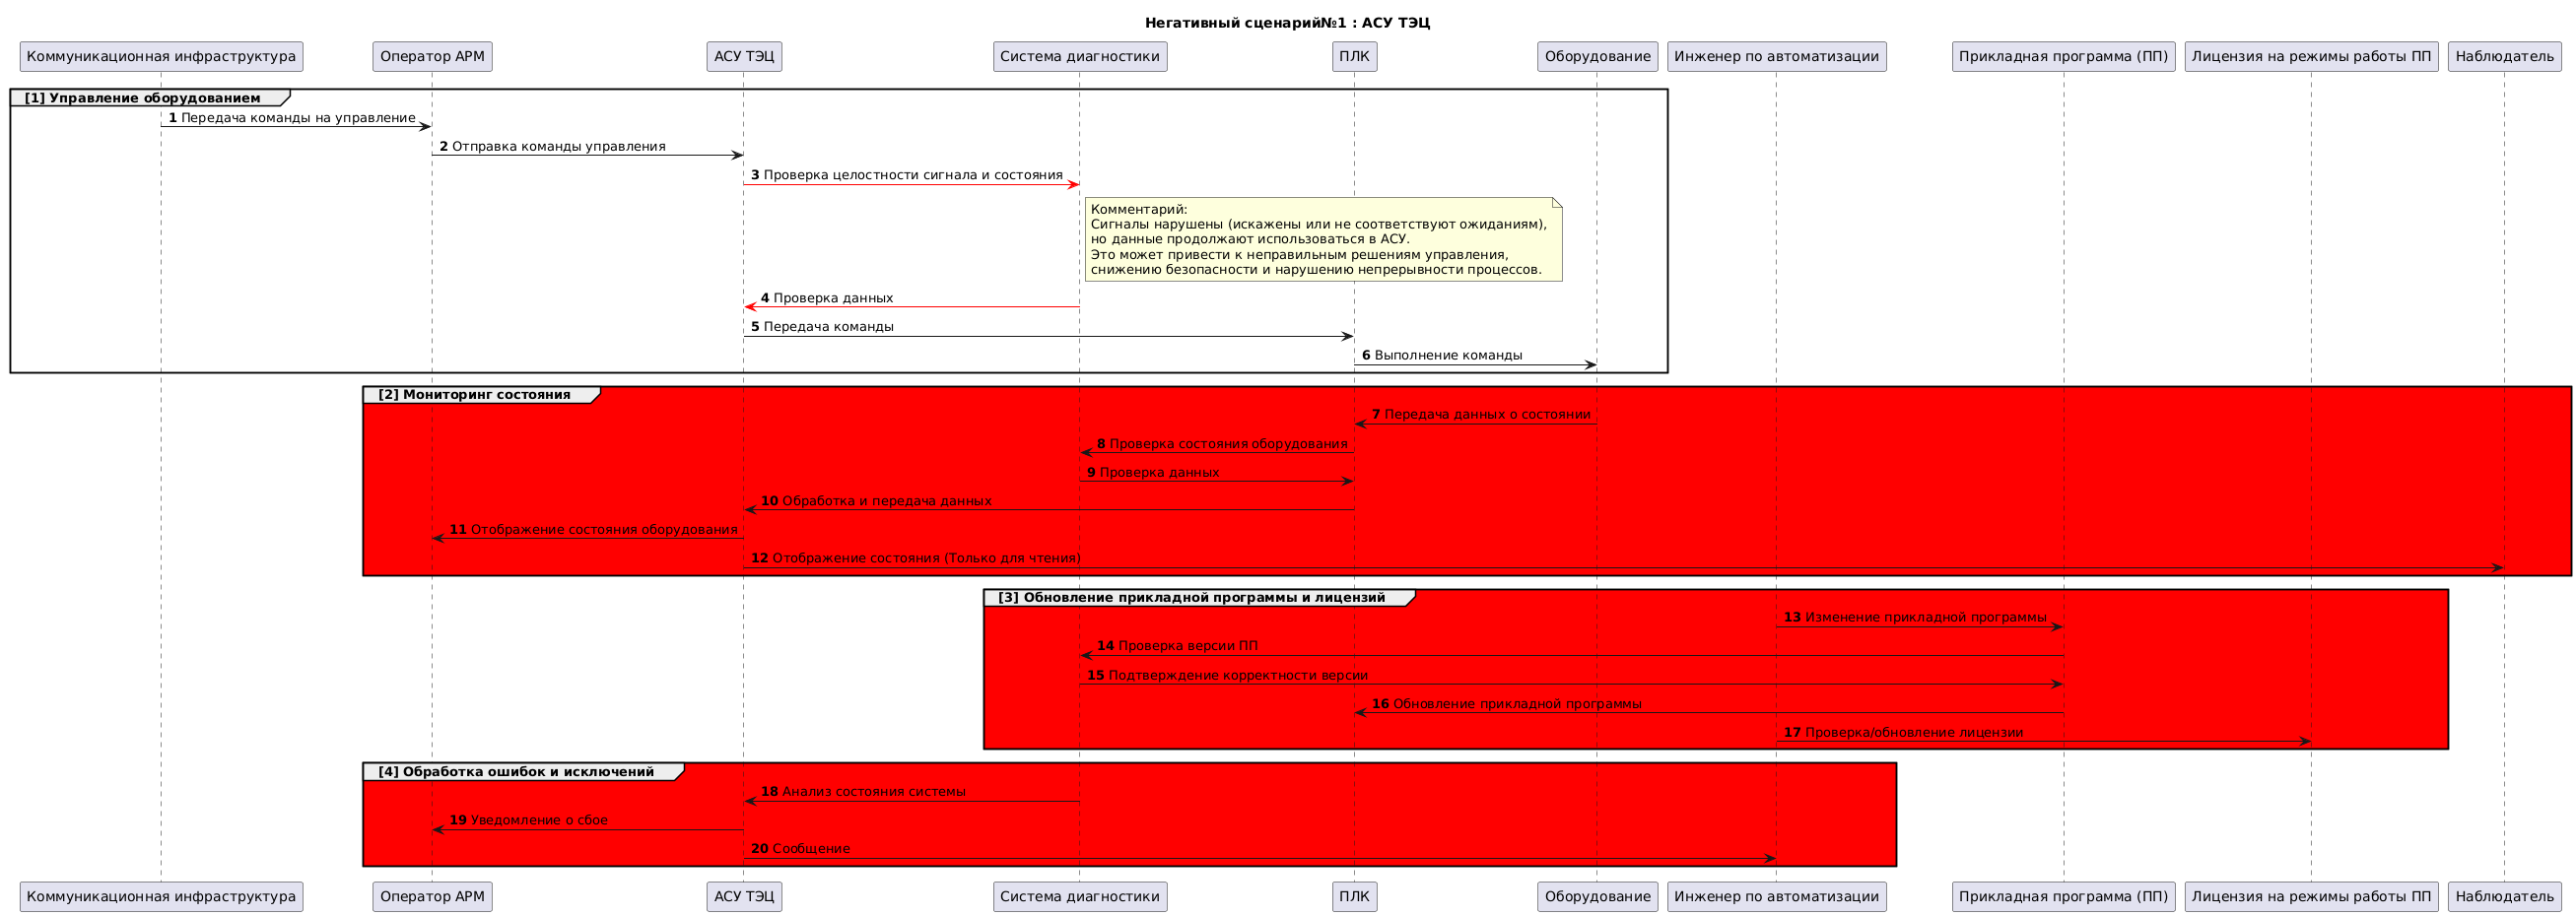 Негативный сценарий№1 : АСУ ТЭЦ
Коммуникационная инфраструктура
Оператор АРМ
АСУ ТЭЦ
Система диагностики
ПЛК
Оборудование
Инженер по автоматизации
Прикладная программа (ПП)
Лицензия на режимы работы ПП
Наблюдатель
[1] Управление оборудованием
1 Передача команды на управление
2 Отправка команды управления
3 Проверка целостности сигнала и состояния
Комментарий:
Сигналы нарушены (искажены или не соответствуют ожиданиям),
но данные продолжают использоваться в АСУ.
Это может привести к неправильным решениям управления,
снижению безопасности и нарушению непрерывности процессов.
4 Проверка данных
5 Передача команды
6 Выполнение команды
[2] Мониторинг состояния
7 Передача данных о состоянии
8 Проверка состояния оборудования
9 Проверка данных
10 Обработка и передача данных
11 Отображение состояния оборудования
12 Отображение состояния (Только для чтения)
[3] Обновление прикладной программы и лицензий
13 Изменение прикладной программы
14 Проверка версии ПП
15 Подтверждение корректности версии
16 Обновление прикладной программы
17 Проверка/обновление лицензии
[4] Обработка ошибок и исключений
18 Анализ состояния системы
19 Уведомление о сбое
20 Сообщение
Коммуникационная инфраструктура
Оператор АРМ
АСУ ТЭЦ
Система диагностики
ПЛК
Оборудование
Инженер по автоматизации
Прикладная программа (ПП)
Лицензия на режимы работы ПП
Наблюдатель